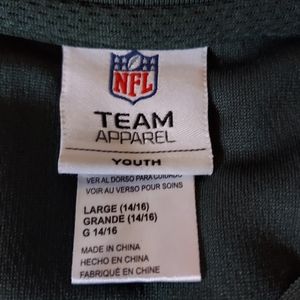 NFL
TEAM
APPAREL
YOUTH
VER AL DORSO PARA CUIDADO
VOIR AU VERSO POUR SOINS
LARGE (14/16)
GRANDE (14/16)
G 14/16
MADE IN CHINA
HECHO EN CHINA
FABRIQUÉ EN CHINE